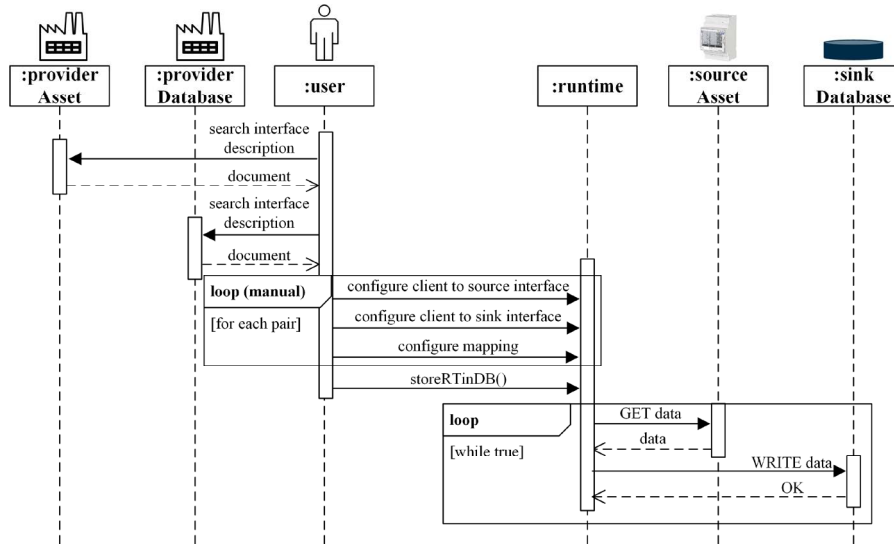 :provider
Asset
:provider
Database
:user
:runtime
:source
Asset
:sink
Database
search interface
description
document
search interface
description
document
loop (manual)
[for each pair]
configure client to source interface
configure client to sink interface
configure mapping
storeRTinDB()
loop
[while true]
GET data
data
WRITE data
OK